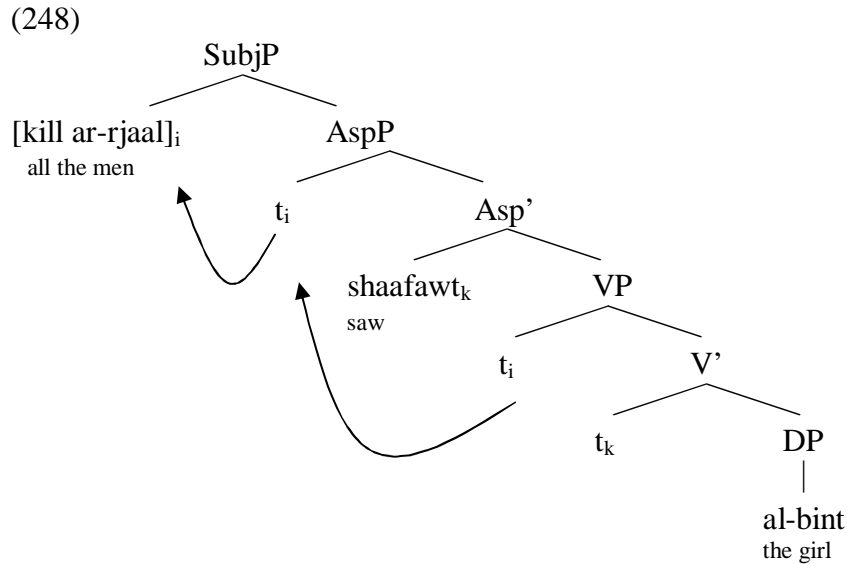 (248)
SubjP
[kill ar-rjaal]i AspP
all the men
ti Asp’
shaafawtk VP
saw
ti V’
tk DP
al-bint
the girl